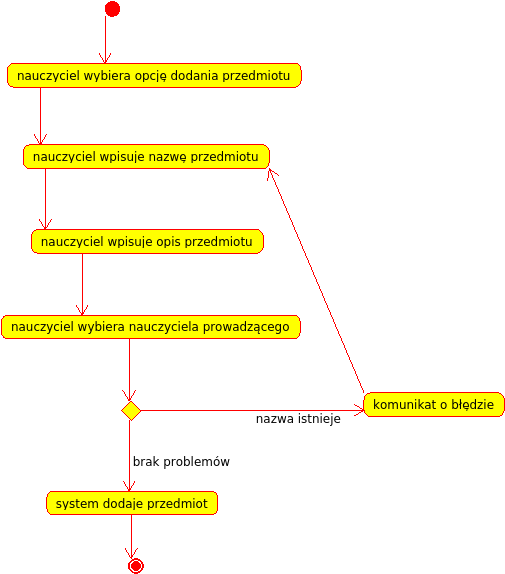 nauczyciel wybiera opcję dodania przedmiotu
nauczyciel wpisuje nazwę przedmiotu
nauczyciel wpisuje opis przedmiotu
nauczyciel wybiera nauczyciela prowadzącego
komunikat o błędzie
nazwa istnieje
brak problemów
system dodaje przedmiot